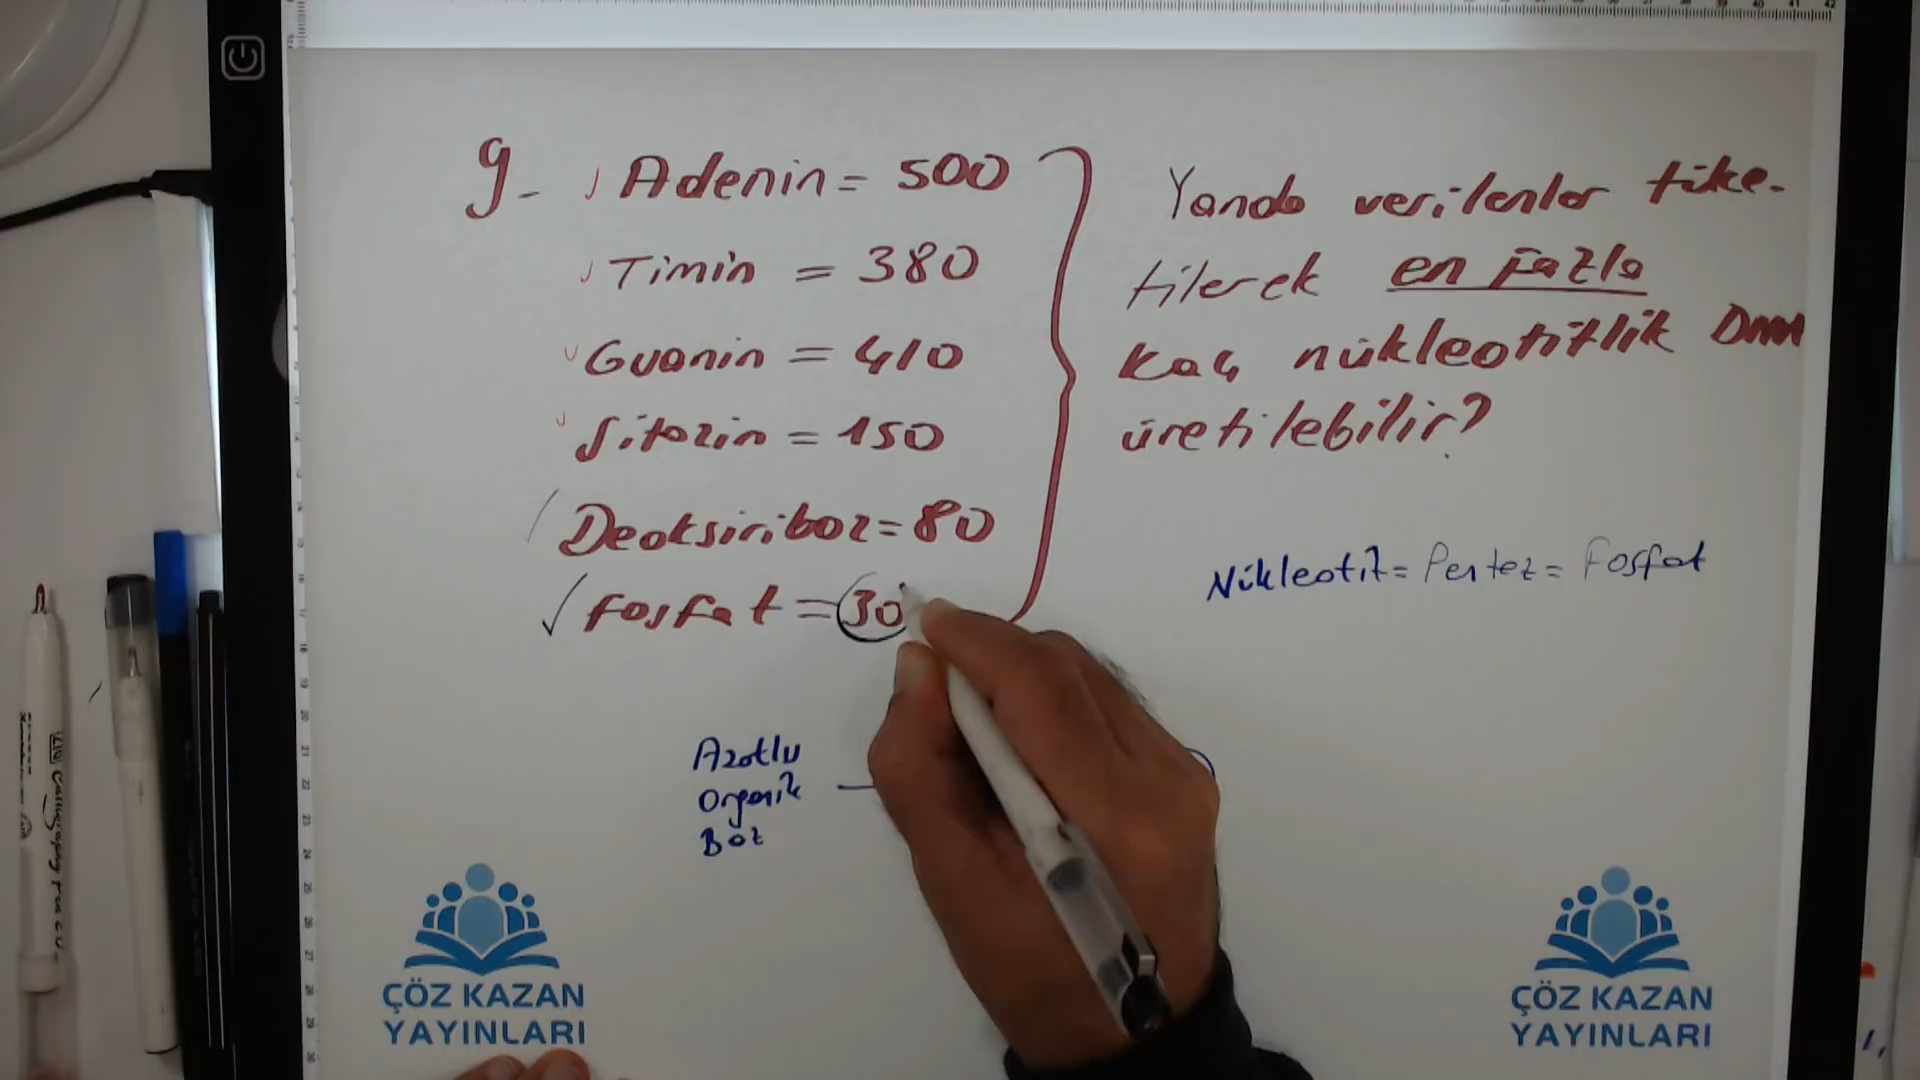 9- Adenin = 500
Timin = 380
Guanin = 410
Sitozin = 150
Deoksiriboz = 80
fosfat = 30
Yanda verilenler tüke-
tilerek en fazla
kaç nükleotitlik DNA
üretilebilir?
Nükleotit = Pentoz = Fosfat
Azotlu
Organik
Baz
ÇÖZ KAZAN
YAYINLARI
ÇÖZ KAZAN
YAYINLARI